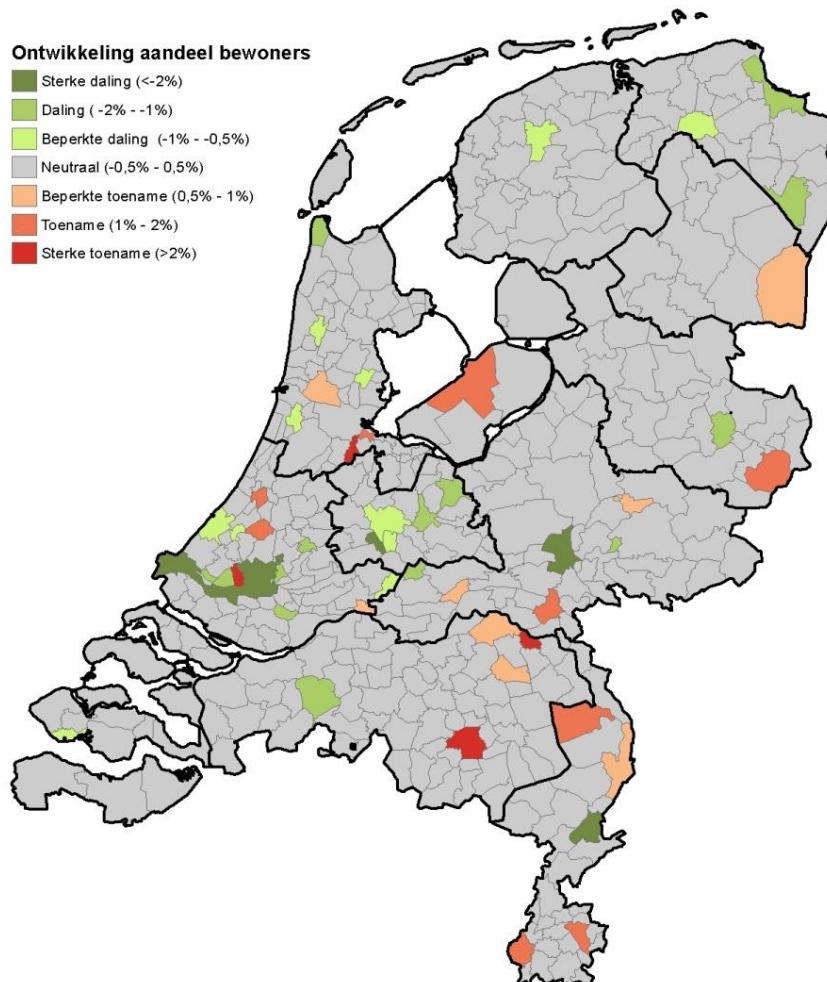 Ontwikkeling aandeel bewoners
Sterke daling (<-2%)
Daling (-2% - -1%)
Beperkte daling (-1% - -0,5%)
Neutraal (-0,5% - 0,5%)
Beperkte toename (0,5% - 1%)
Toename (1% - 2%)
Sterke toename (>2%)